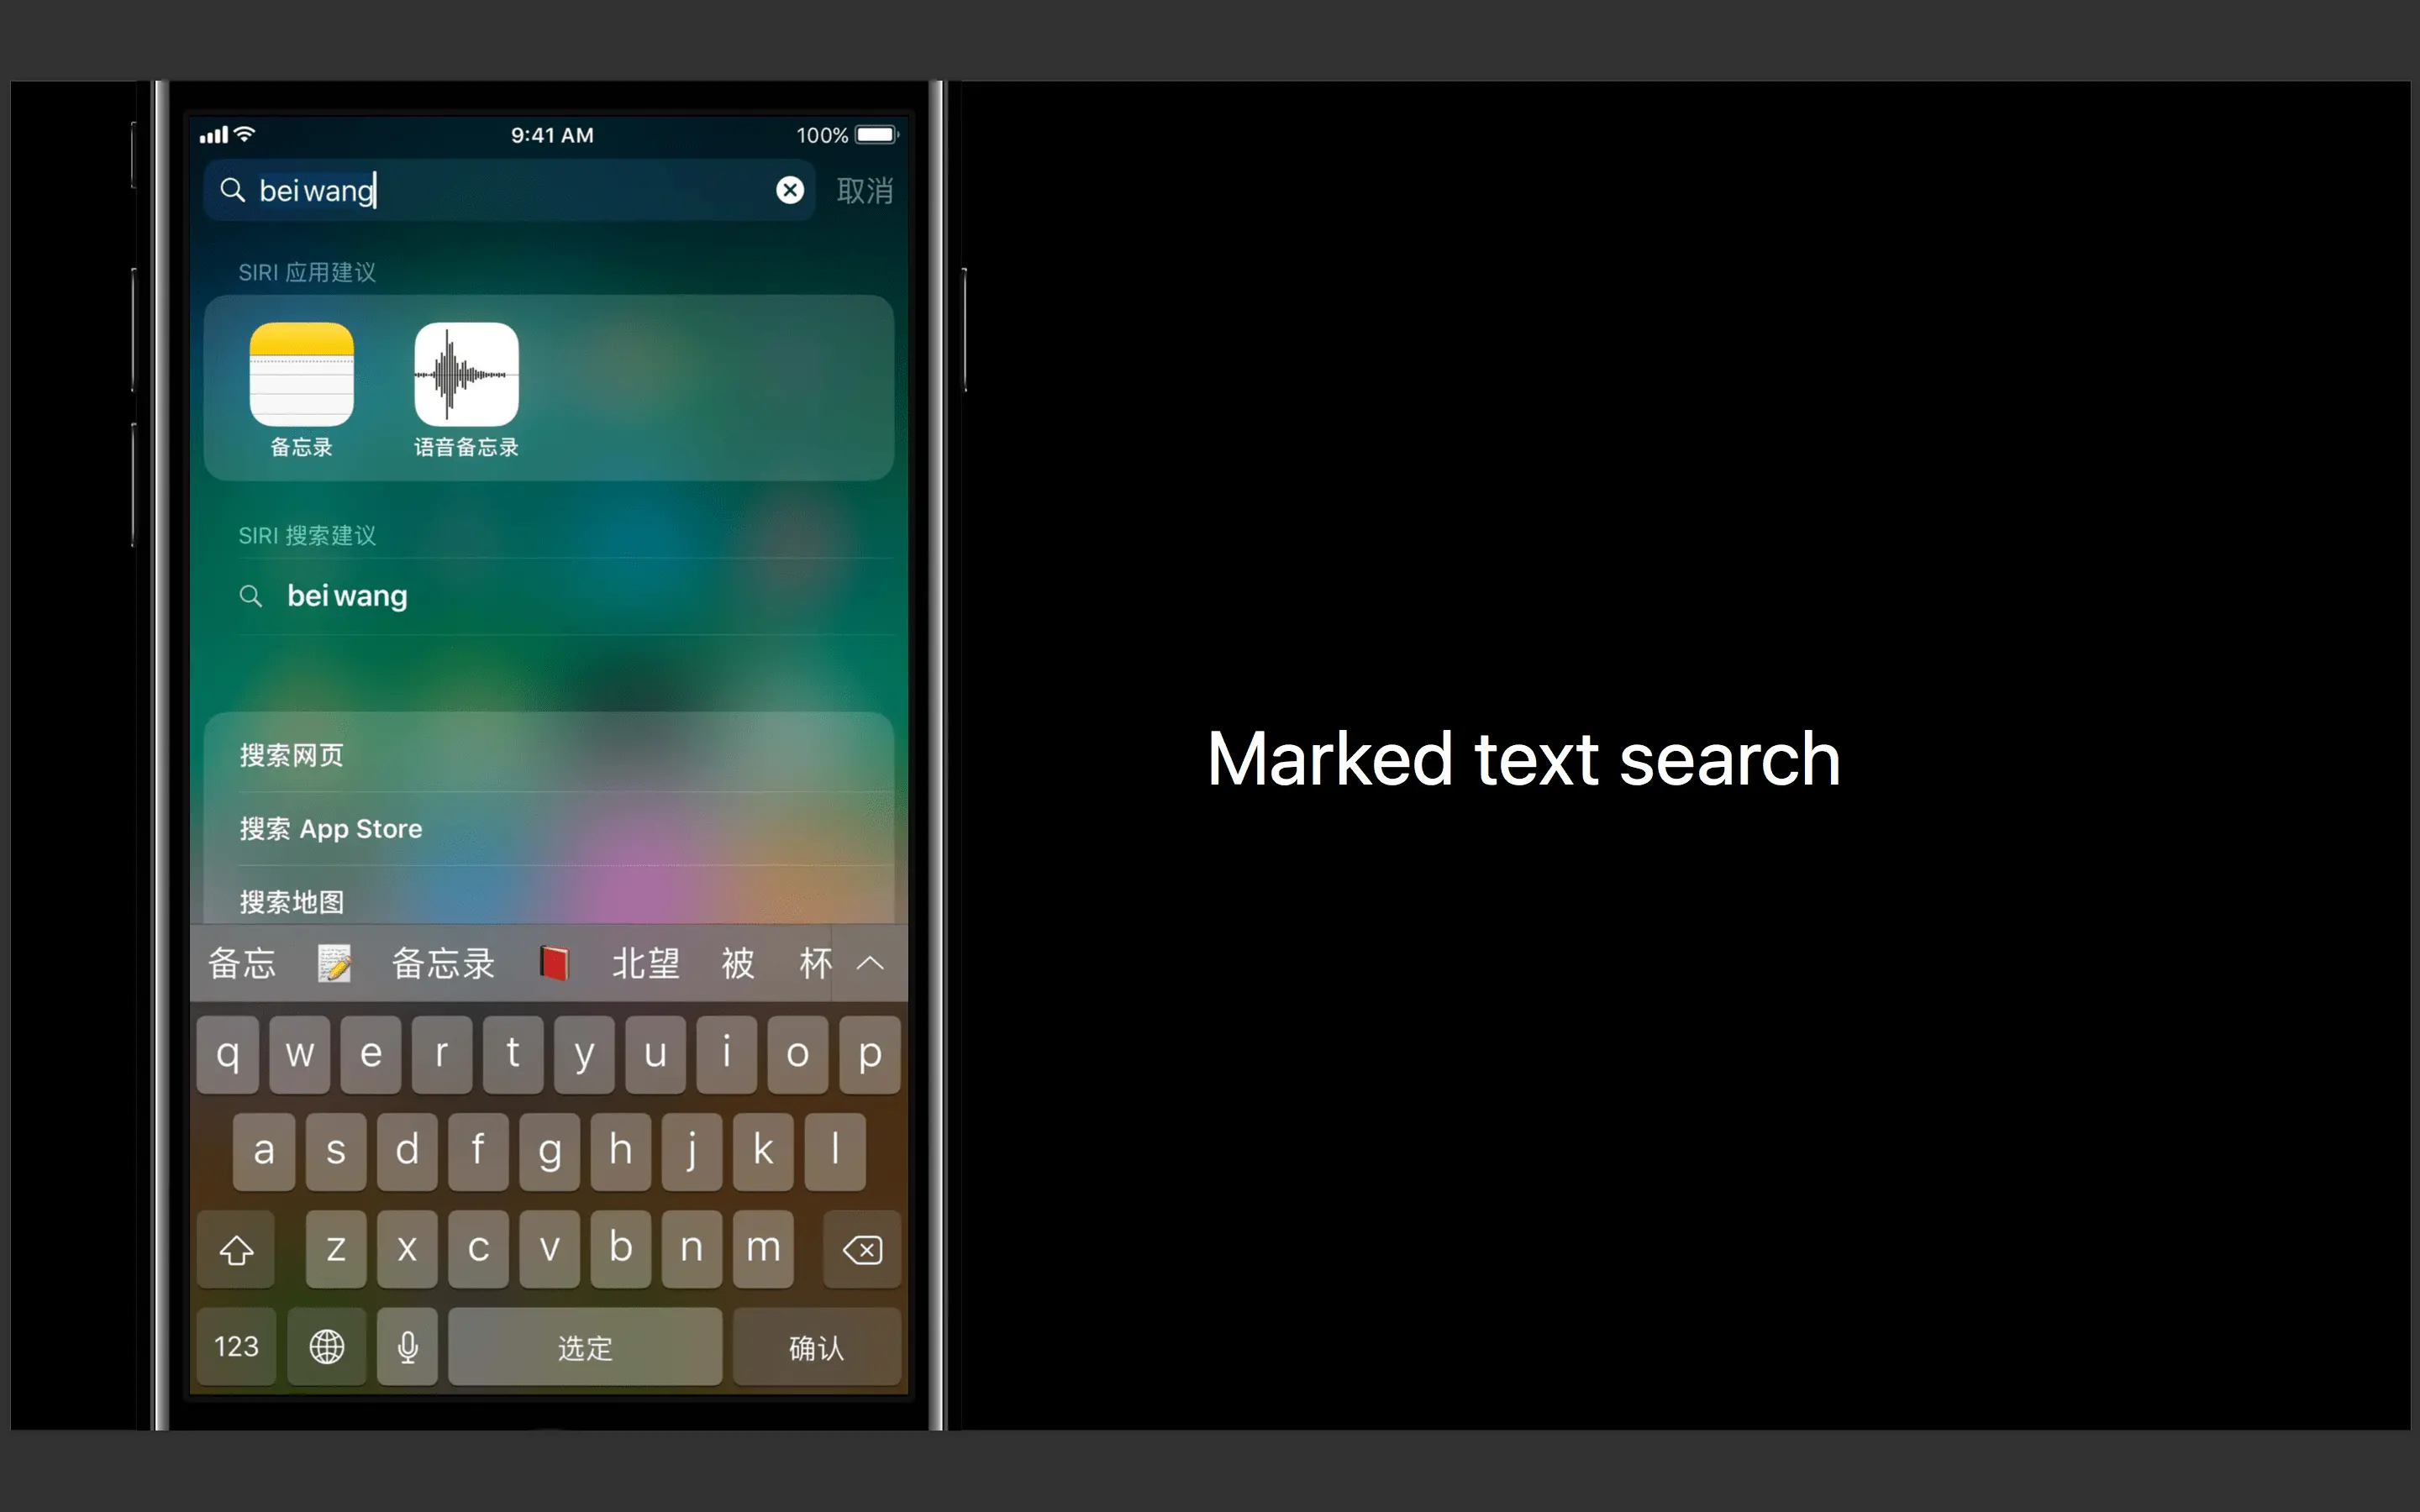 9:41 AM 100%
bei wang 取消
SIRI 应用建议
备忘录 语音备忘录
SIRI 搜索建议
bei wang
搜索网页
搜索 App Store
搜索地图
备忘 📝 备忘录 📕 北望 被 杯
q w e r t y u i o p
a s d f g h j k l
z x c v b n m
123 选定 确认
Marked text search